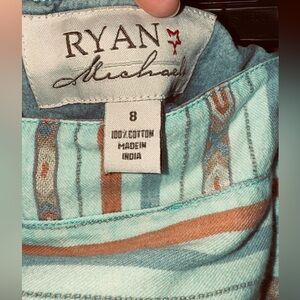 RYAN
Michael
8
100% COTTON
MADE IN
INDIA